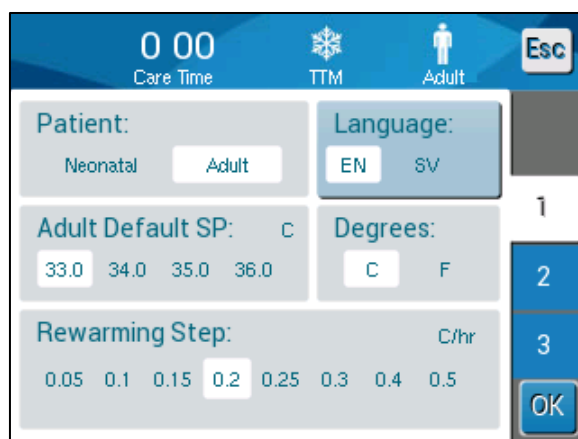 0 00
Care Time
TTM
Adult
Esc
Patient:
Neonatal Adult
Language:
EN SV
Adult Default SP: C
33.0 34.0 35.0 36.0
Degrees:
C F
Rewarming Step: C/hr
0.05 0.1 0.15 0.2 0.25 0.3 0.4 0.5
1
2
3
OK